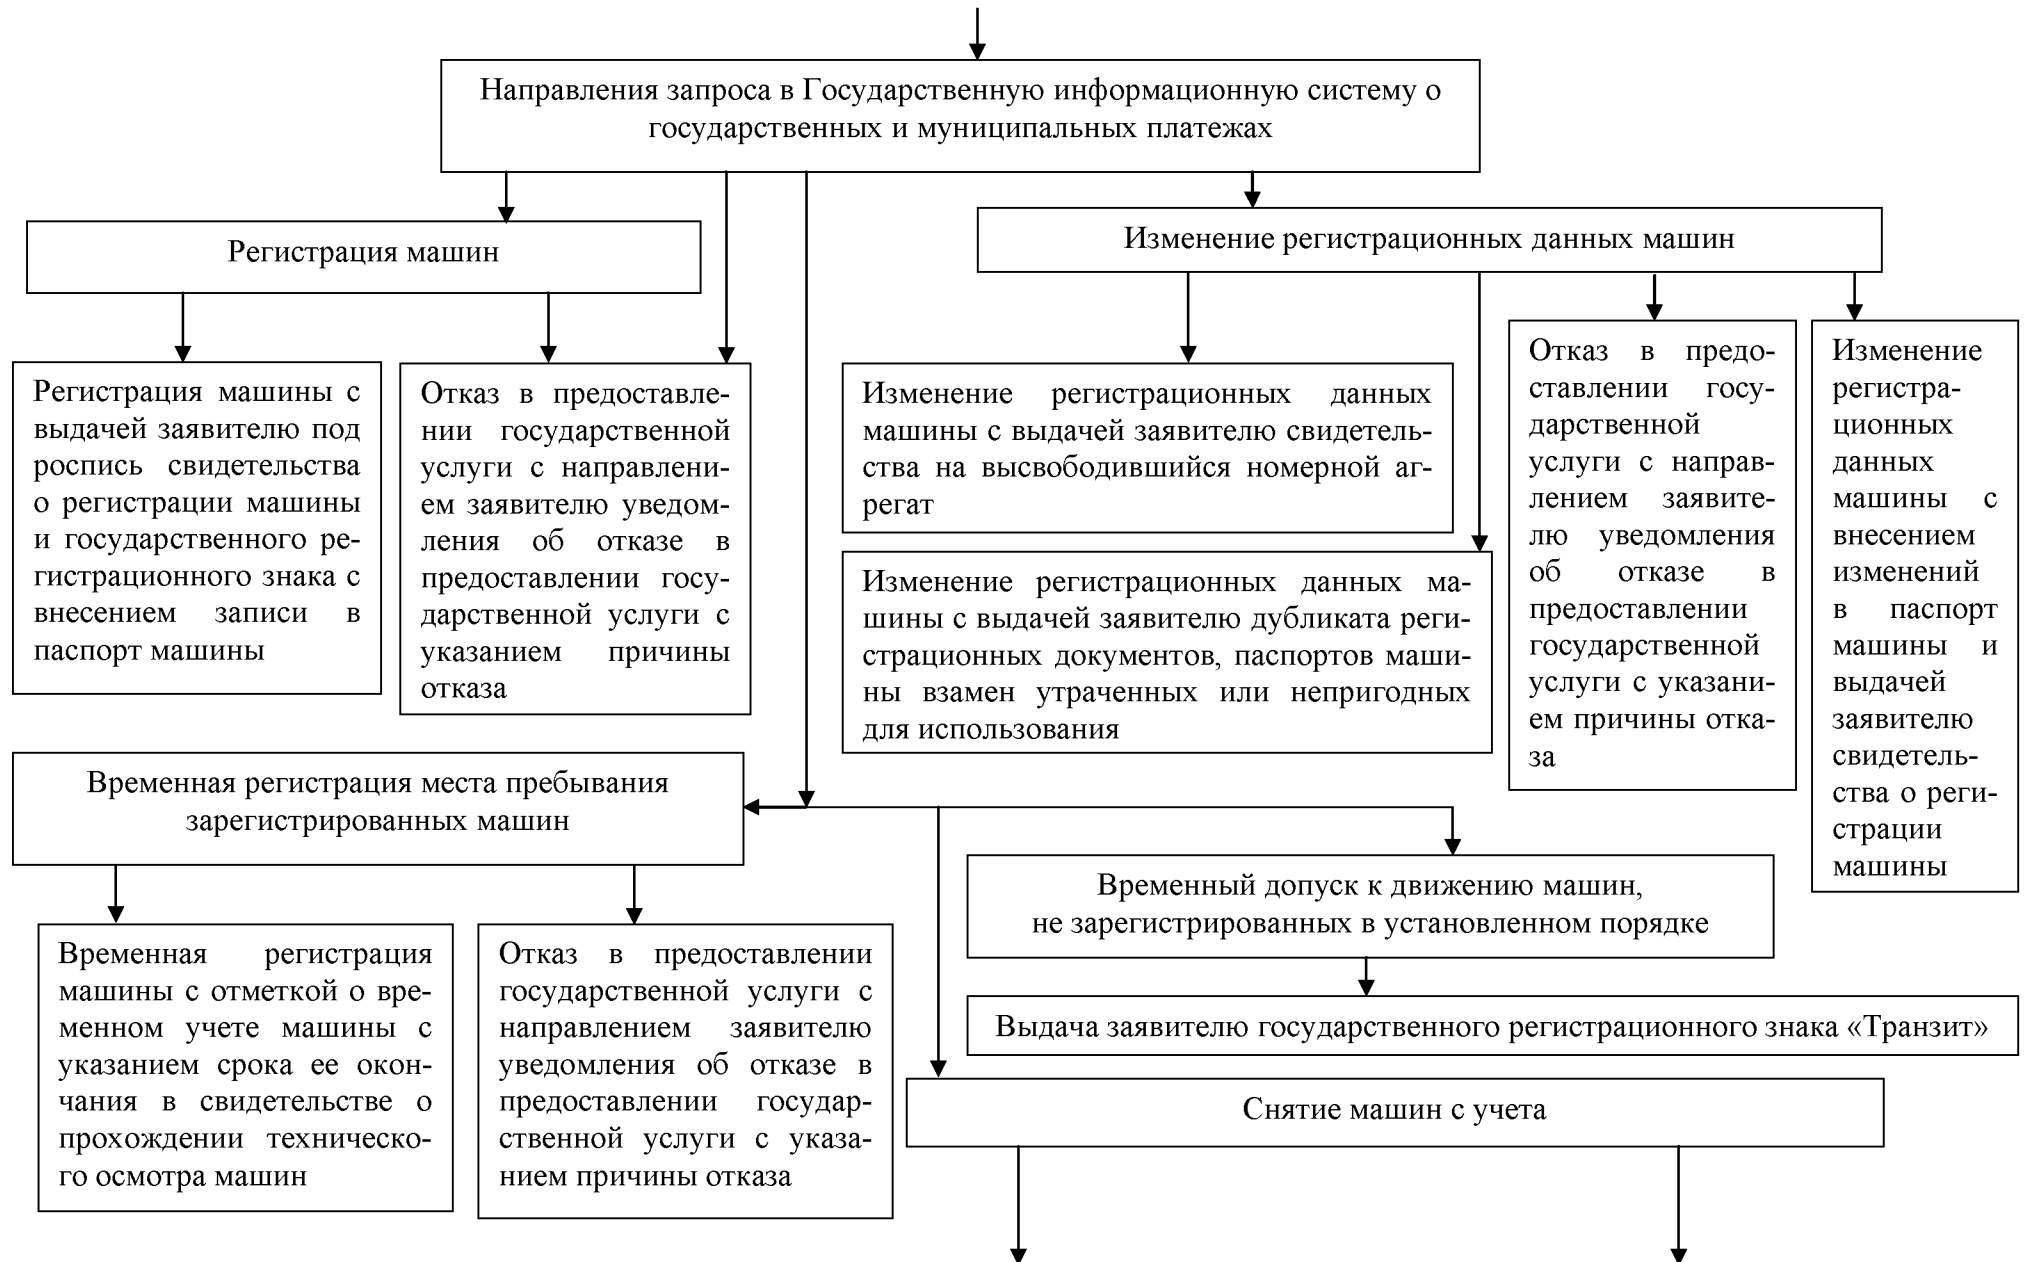 Направления запроса в Государственную информационную систему о
государственных и муниципальных платежах
Регистрация машин
Изменение регистрационных данных машин
Регистрация машины с
выдачей заявителю под
роспись свидетельства
о регистрации машины
и государственного ре-
гистрационного знака с
внесением записи в
паспорт машины
Отказ в предоставле-
нии государственной
услуги с направлени-
ем заявителю уведом-
ления об отказе в
предоставлении госу-
дарственной услуги с
указанием причины
отказа
Изменение регистрационных данных
машины с выдачей заявителю свидетель-
ства на высвободившийся номерной аг-
регат
Изменение регистрационных данных ма-
шины с выдачей заявителю дубликата реги-
страционных документов, паспортов маши-
ны взамен утраченных или непригодных
для использования
Отказ в предо-
ставлении госу-
дарственной
услуги с направ-
лением заявите-
лю уведомления
об отказе в
предоставлении
государственной
услуги с указани-
ем причины отка-
за
Изменение
регистра-
ционных
данных
машины с
внесением
изменений
в паспорт
машины и
выдачей
заявителю
свидетель-
ства о реги-
страции
машины
Временная регистрация места пребывания
зарегистрированных машин
Временный допуск к движению машин,
не зарегистрированных в установленном порядке
Временная регистрация
машины с отметкой о вре-
менном учете машины с
указанием срока ее окон-
чания в свидетельстве о
прохождении техническо-
го осмотра машин
Отказ в предоставлении
государственной услуги с
направлением заявителю
уведомления об отказе в
предоставлении государ-
ственной услуги с указа-
нием причины отказа
Выдача заявителю государственного регистрационного знака «Транзит»
Снятие машин с учета